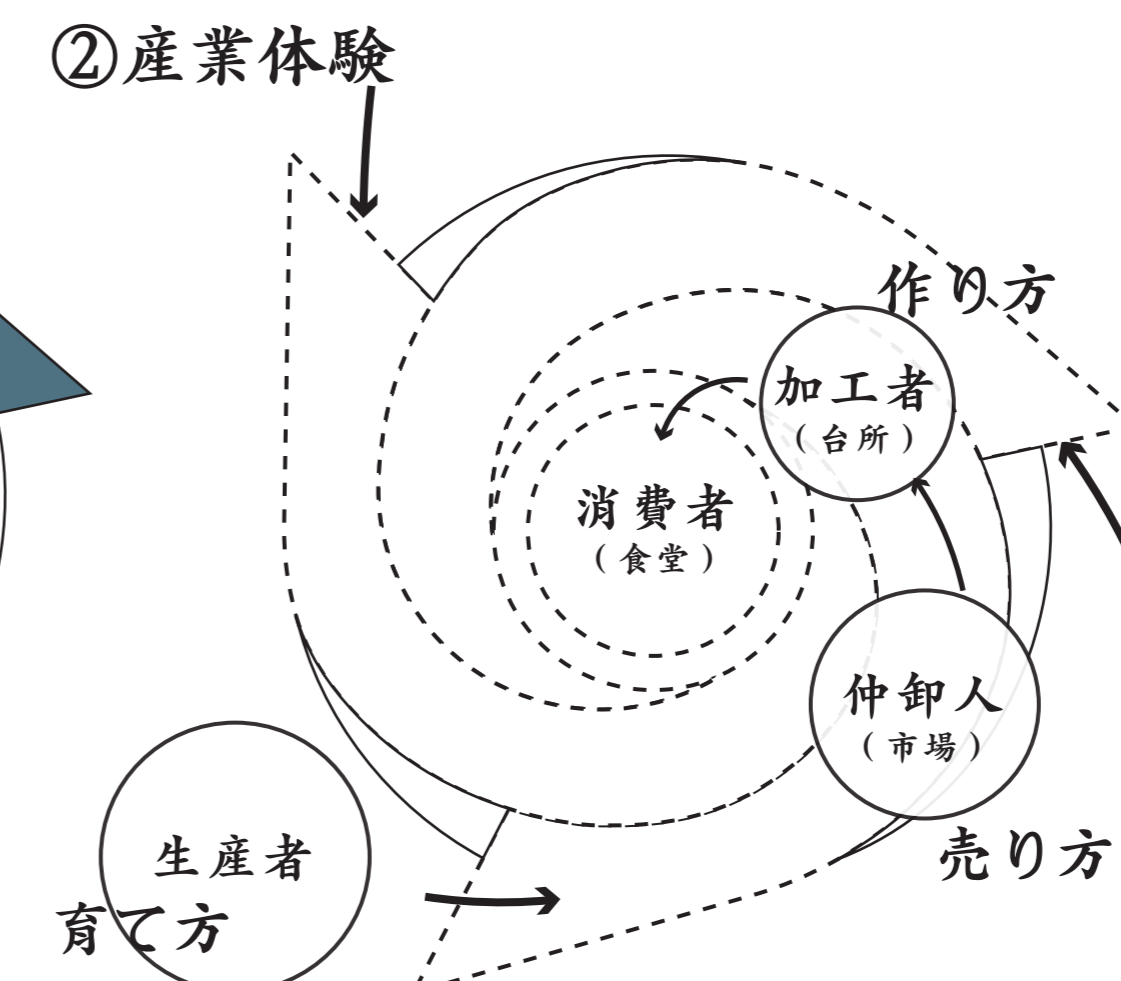 ②産業体験
作り方
加工者
(台所)
消費者
(食堂)
仲卸人
(市場)
売り方
生産者
育て方